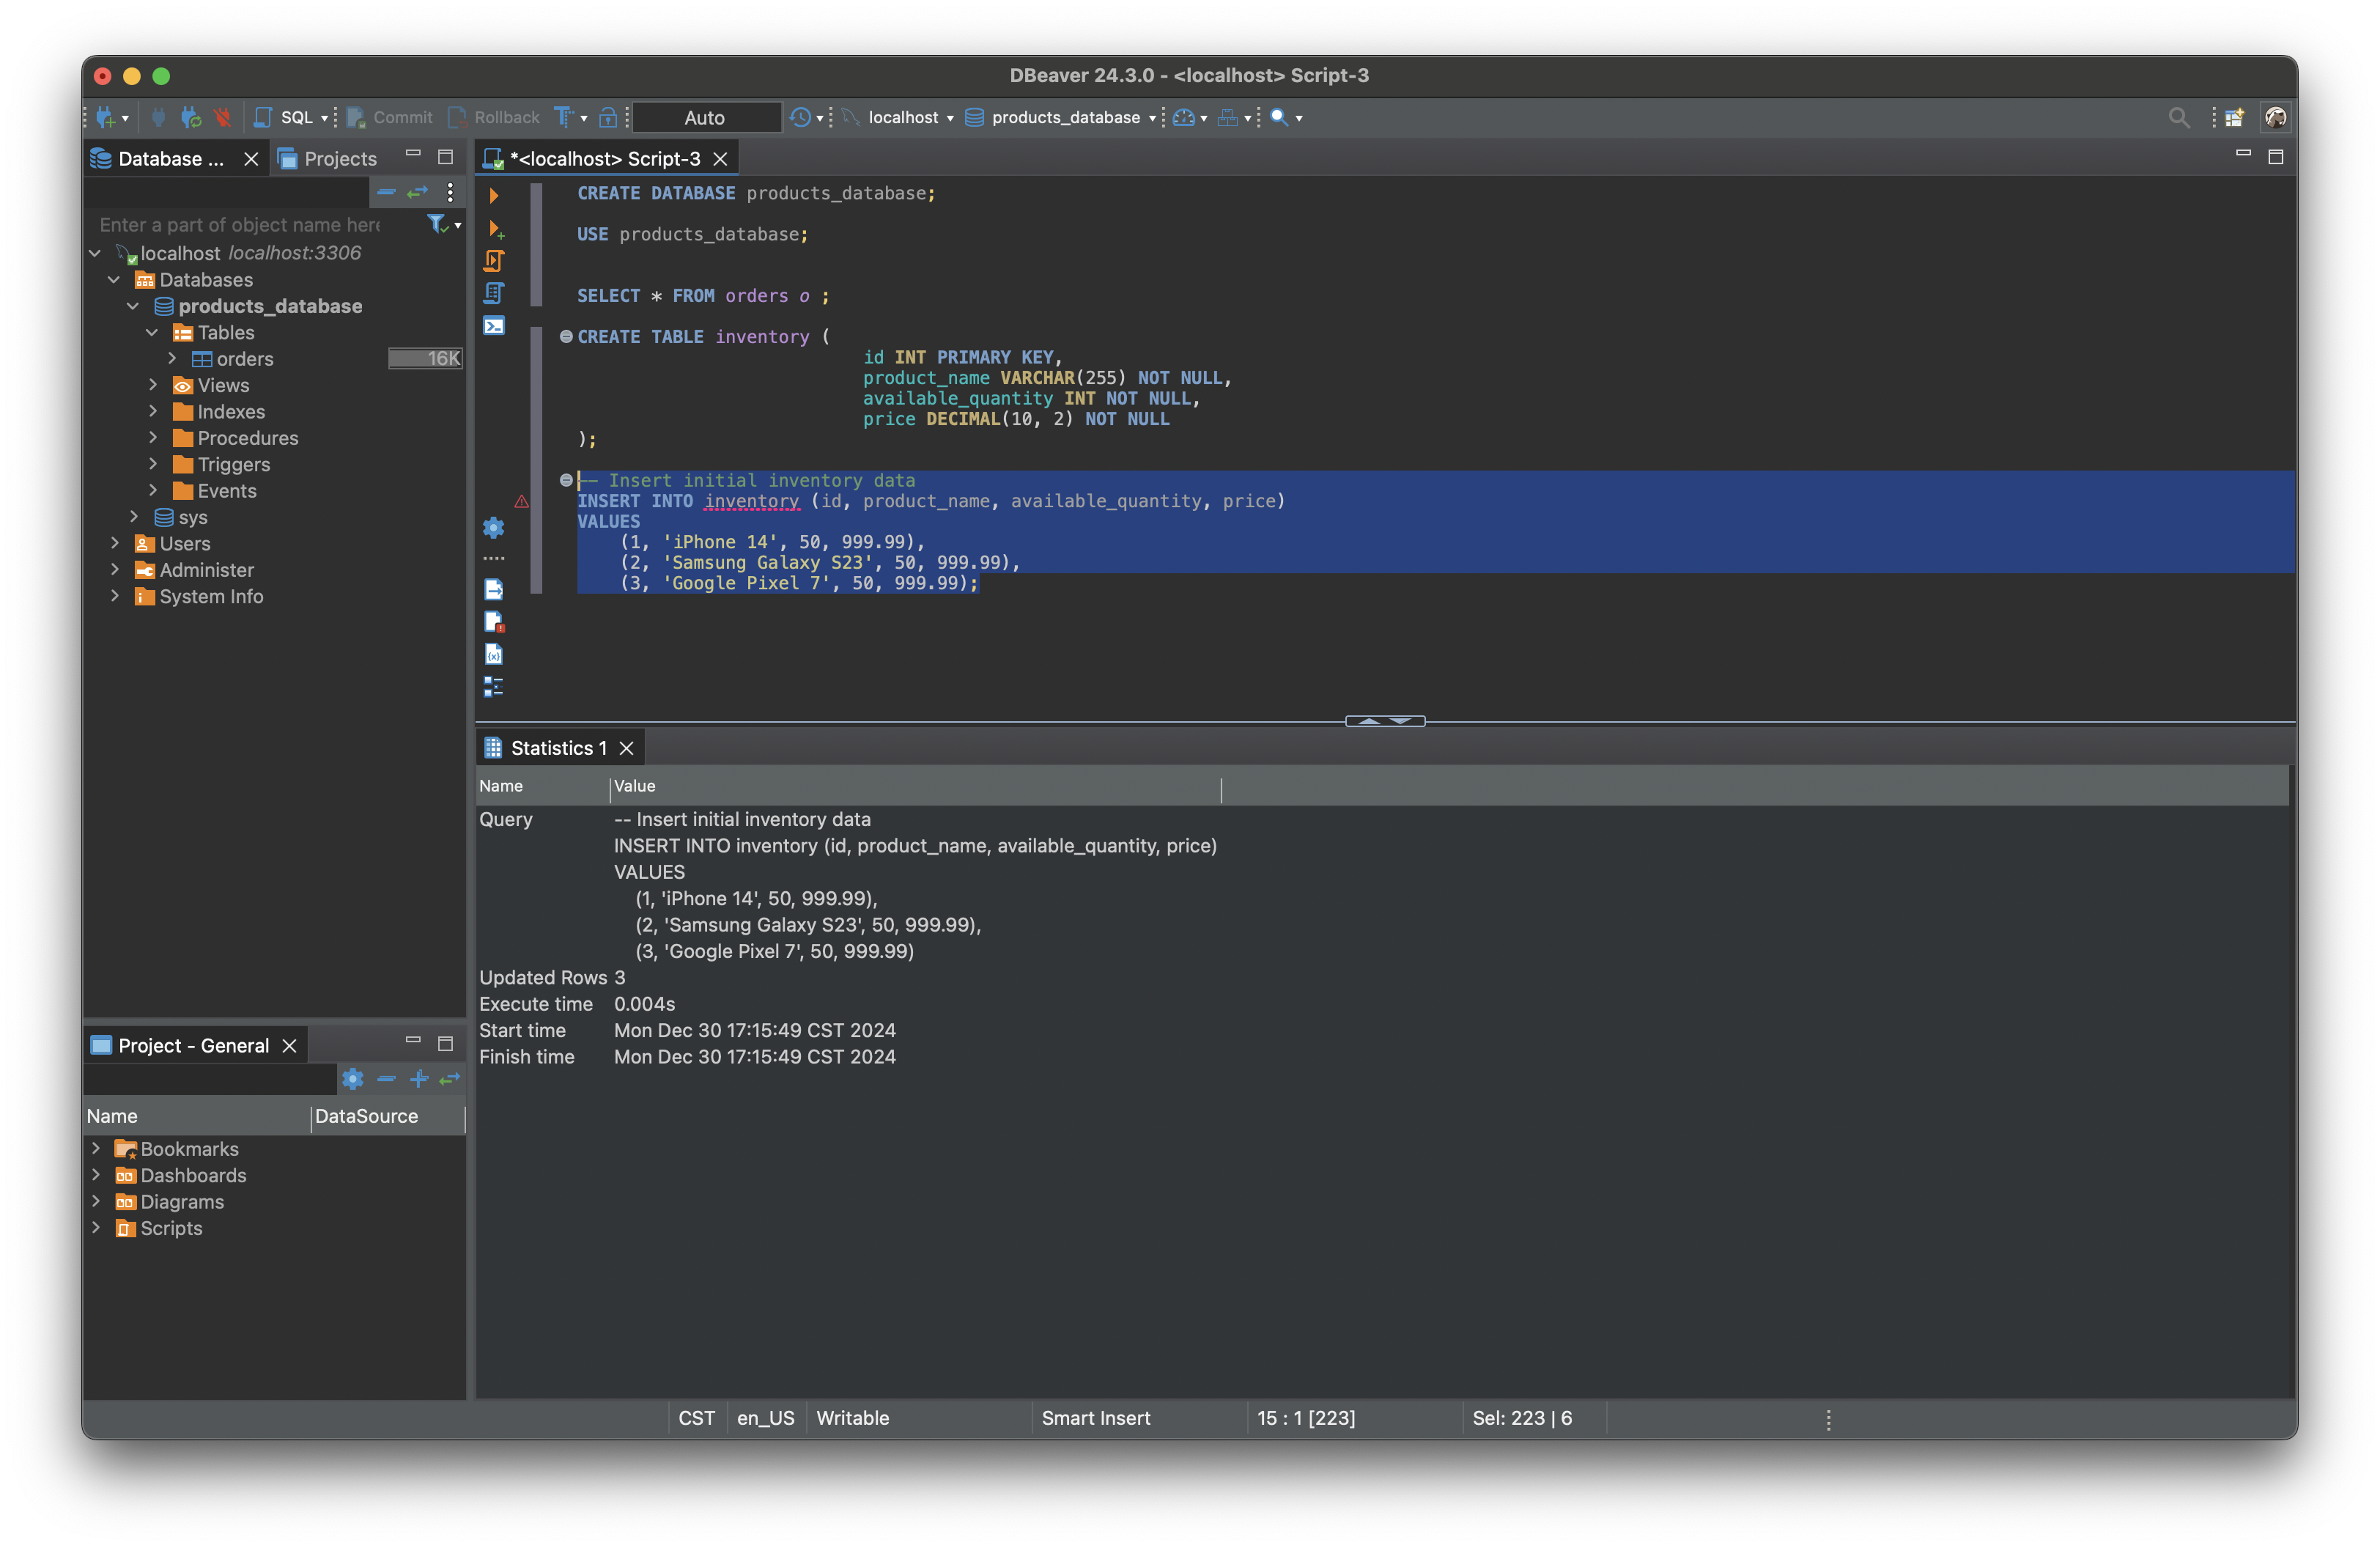 DBeaver 24.3.0 - <localhost> Script-3
SQL Commit Rollback Auto localhost products_database
Database ... Projects
Enter a part of object name here
localhost localhost:3306
Databases
products_database
Tables
orders 16K
Views
Indexes
Procedures
Triggers
Events
sys
Users
Administer
System Info
*<localhost> Script-3
CREATE DATABASE products_database;
USE products_database;
SELECT * FROM orders o ;
CREATE TABLE inventory (
id INT PRIMARY KEY,
product_name VARCHAR(255) NOT NULL,
available_quantity INT NOT NULL,
price DECIMAL(10, 2) NOT NULL
);
-- Insert initial inventory data
INSERT INTO inventory (id, product_name, available_quantity, price)
VALUES
(1, 'iPhone 14', 50, 999.99),
(2, 'Samsung Galaxy S23', 50, 999.99),
(3, 'Google Pixel 7', 50, 999.99);
Statistics 1
Name Value
Query -- Insert initial inventory data
INSERT INTO inventory (id, product_name, available_quantity, price)
VALUES
(1, 'iPhone 14', 50, 999.99),
(2, 'Samsung Galaxy S23', 50, 999.99),
(3, 'Google Pixel 7', 50, 999.99)
Updated Rows 3
Execute time 0.004s
Start time Mon Dec 30 17:15:49 CST 2024
Finish time Mon Dec 30 17:15:49 CST 2024
Project - General
Name DataSource
Bookmarks
Dashboards
Diagrams
Scripts
CST en_US Writable Smart Insert 15 : 1 [223] Sel: 223 | 6